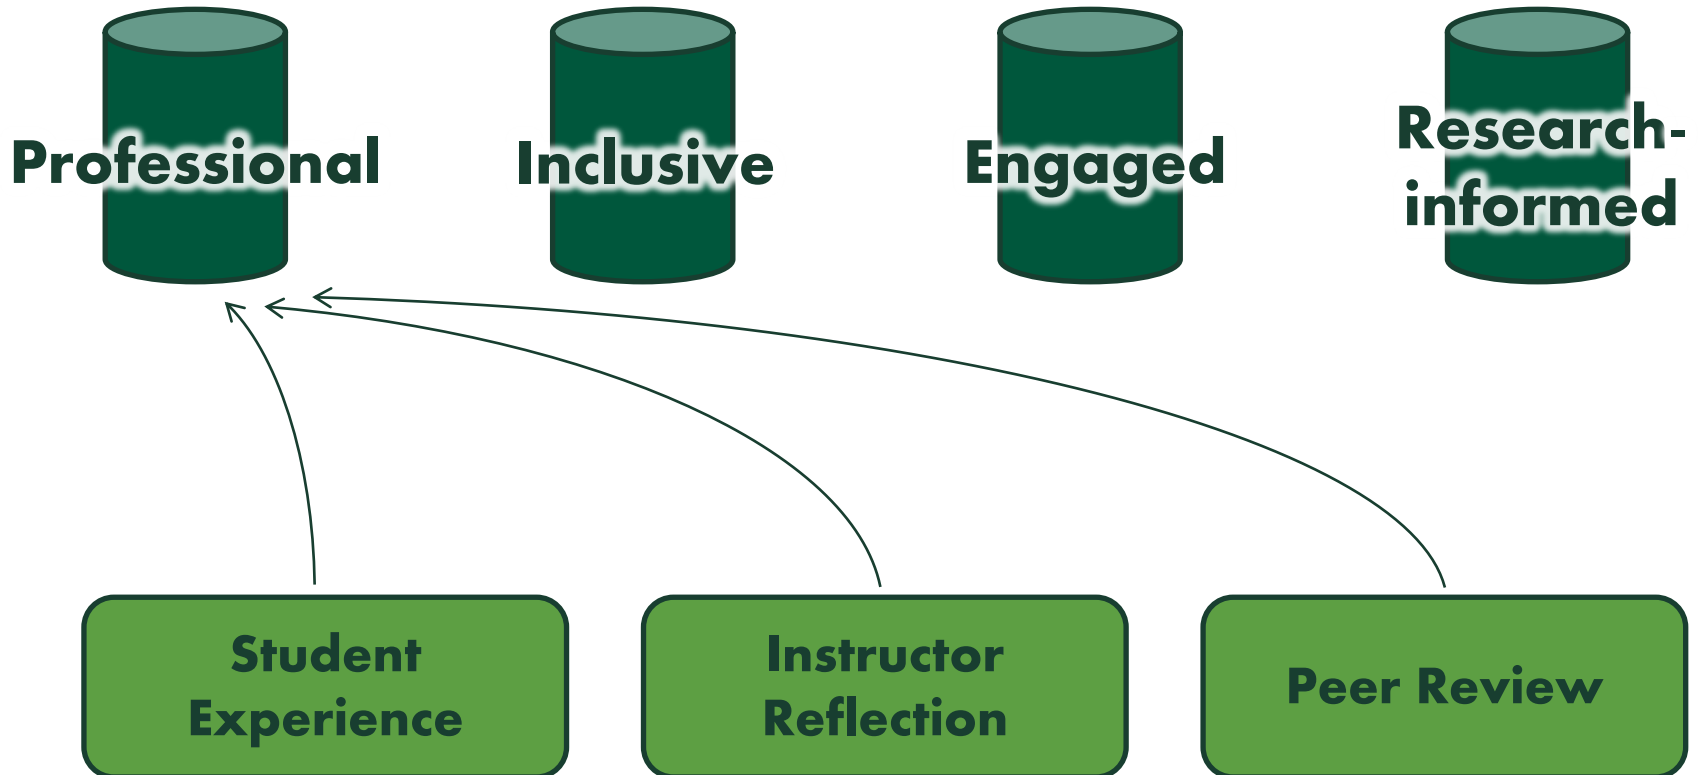 Professional
Inclusive
Engaged
Research-
informed
Student
Experience
Instructor
Reflection
Peer Review